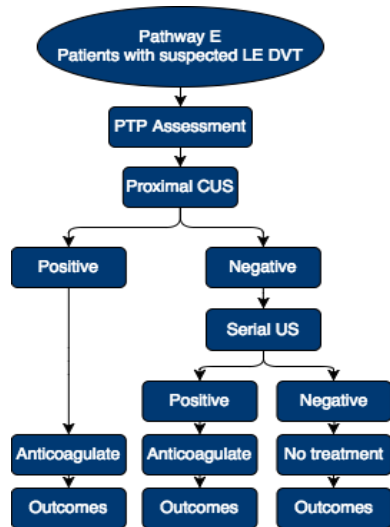 Pathway E
Patients with suspected LE DVT
PTP Assessment
Proximal CUS
Positive
Negative
Serial US
Positive
Negative
Anticoagulate
Anticoagulate
No treatment
Outcomes
Outcomes
Outcomes